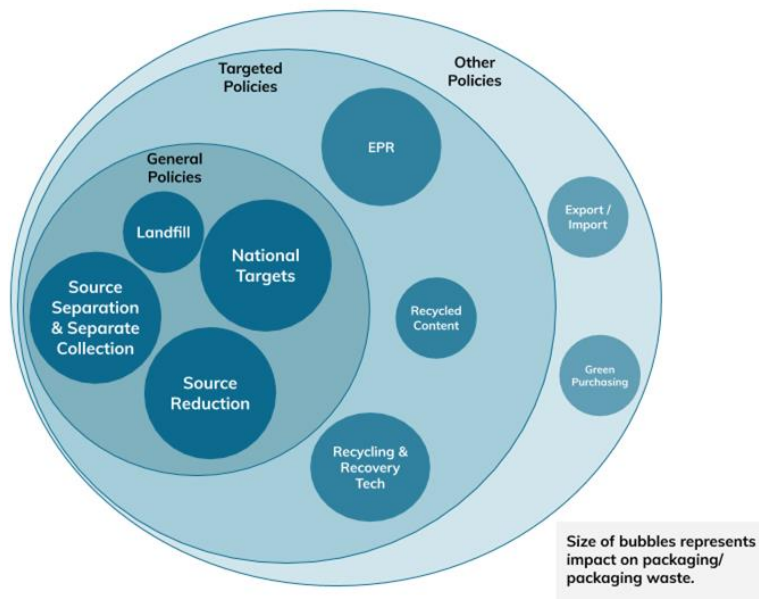 Targeted
Policies
Other
Policies
EPR
General
Policies
Landfill
National
Targets
Export /
Import
Source
Separation
& Separate
Collection
Recycled
Content
Source
Reduction
Green
Purchasing
Recycling &
Recovery
Tech
Size of bubbles represents
impact on packaging/
packaging waste.